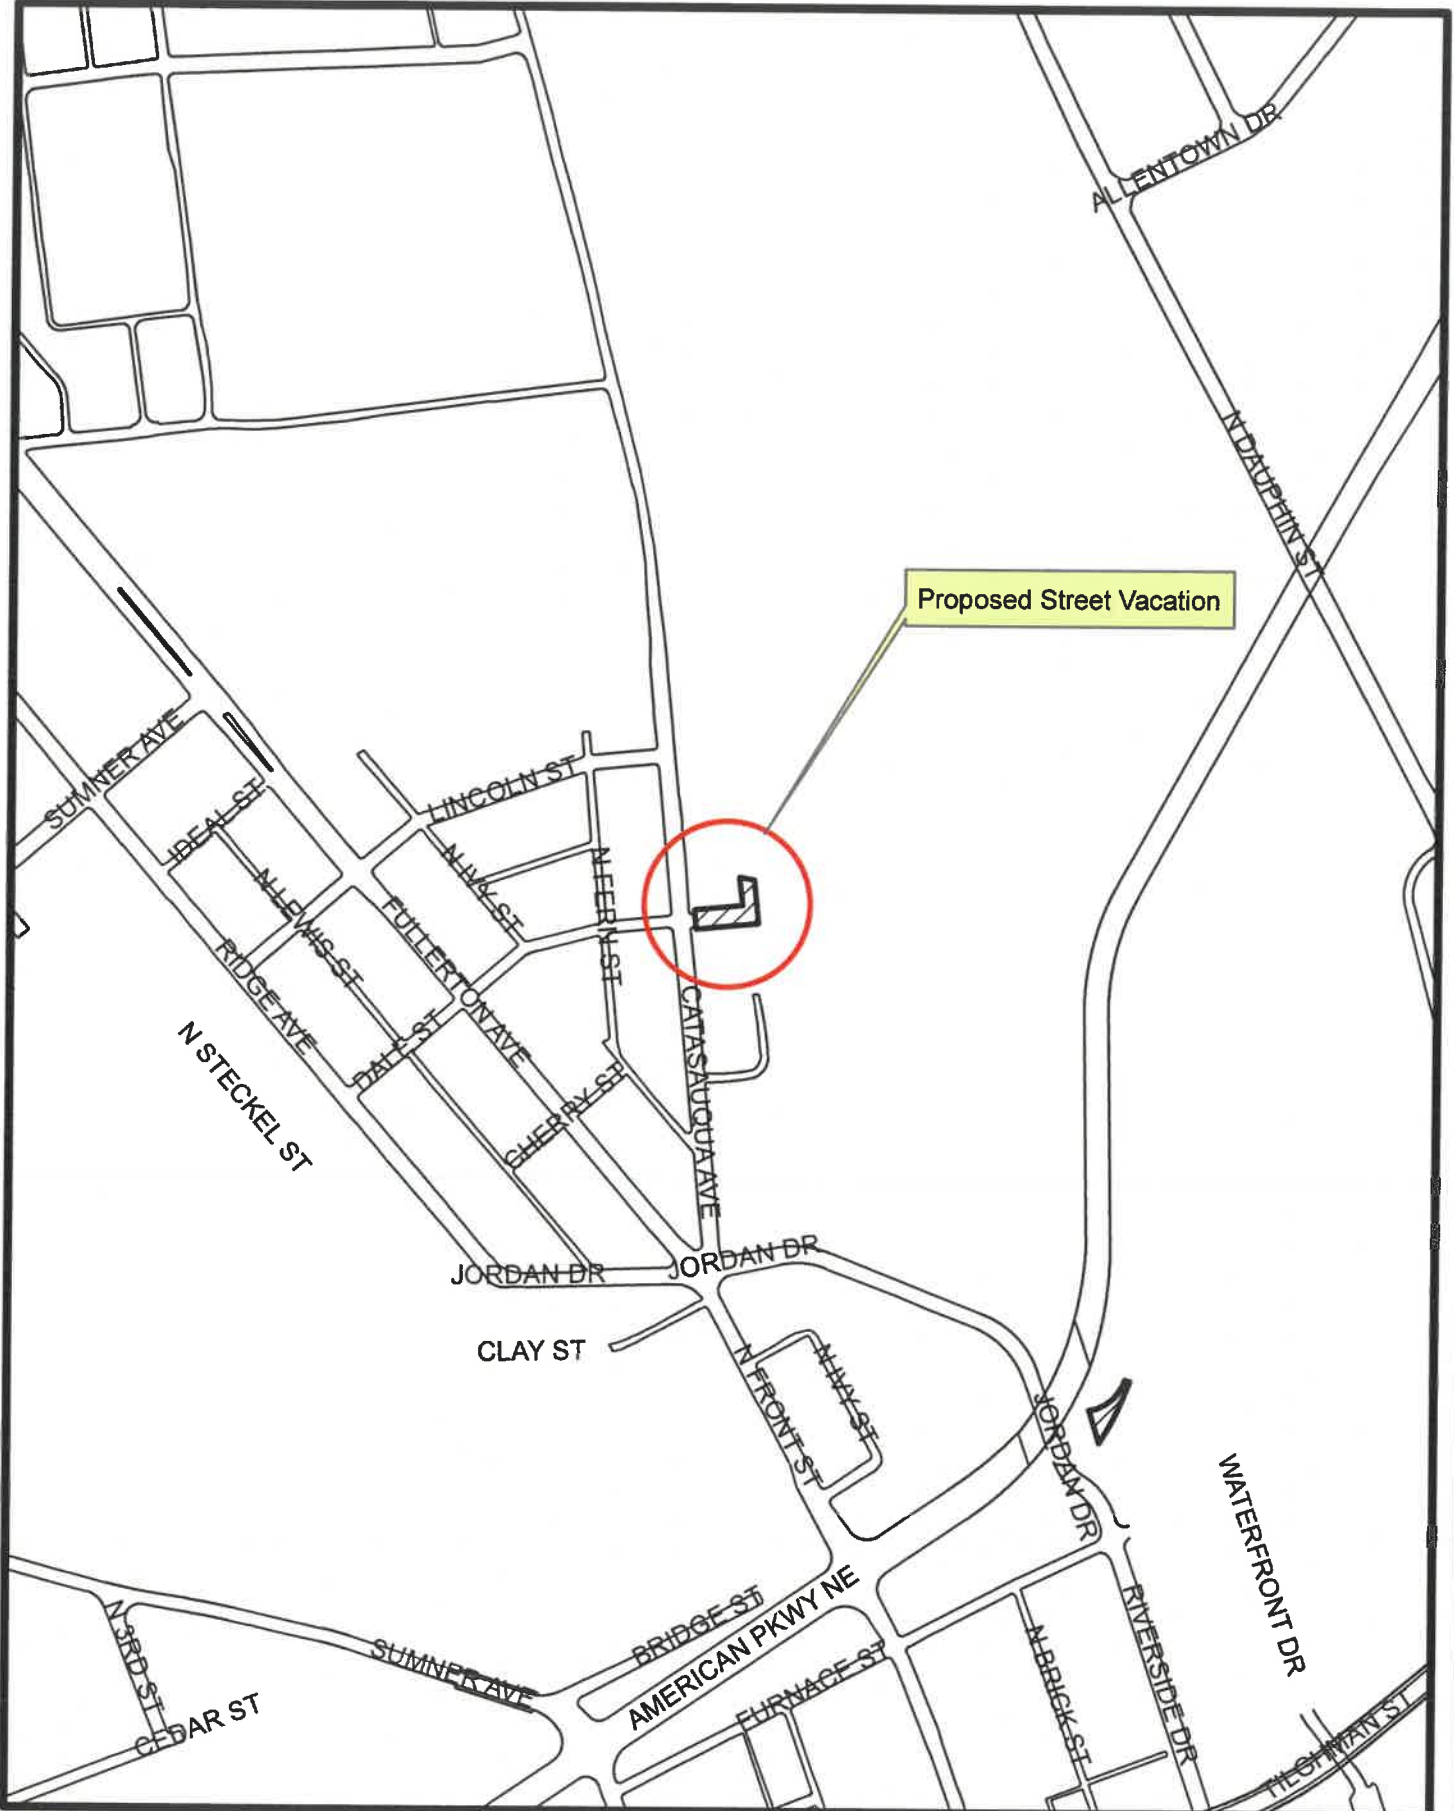 ALLENTOWN DR
N DAUPHIN ST
Proposed Street Vacation
SUMNER AVE
LINCOLN ST
IDEAL ST
N IVY ST
N FERN ST
N LEWIS ST
FULLERTON AVE
RIDGE AVE
DALE ST
CATASAUQUA AVE
N STECKEL ST
CHERRY ST
JORDAN DR
JORDAN DR
CLAY ST
N FRONT ST
N IVY ST
JORDAN DR
WATERFRONT DR
BRIDGE ST
AMERICAN PKWY NE
N 3RD ST
SUMNER AVE
CEDAR ST
FURNACE ST
N BRICK ST
RIVERSIDE DR
TILGHMAN ST